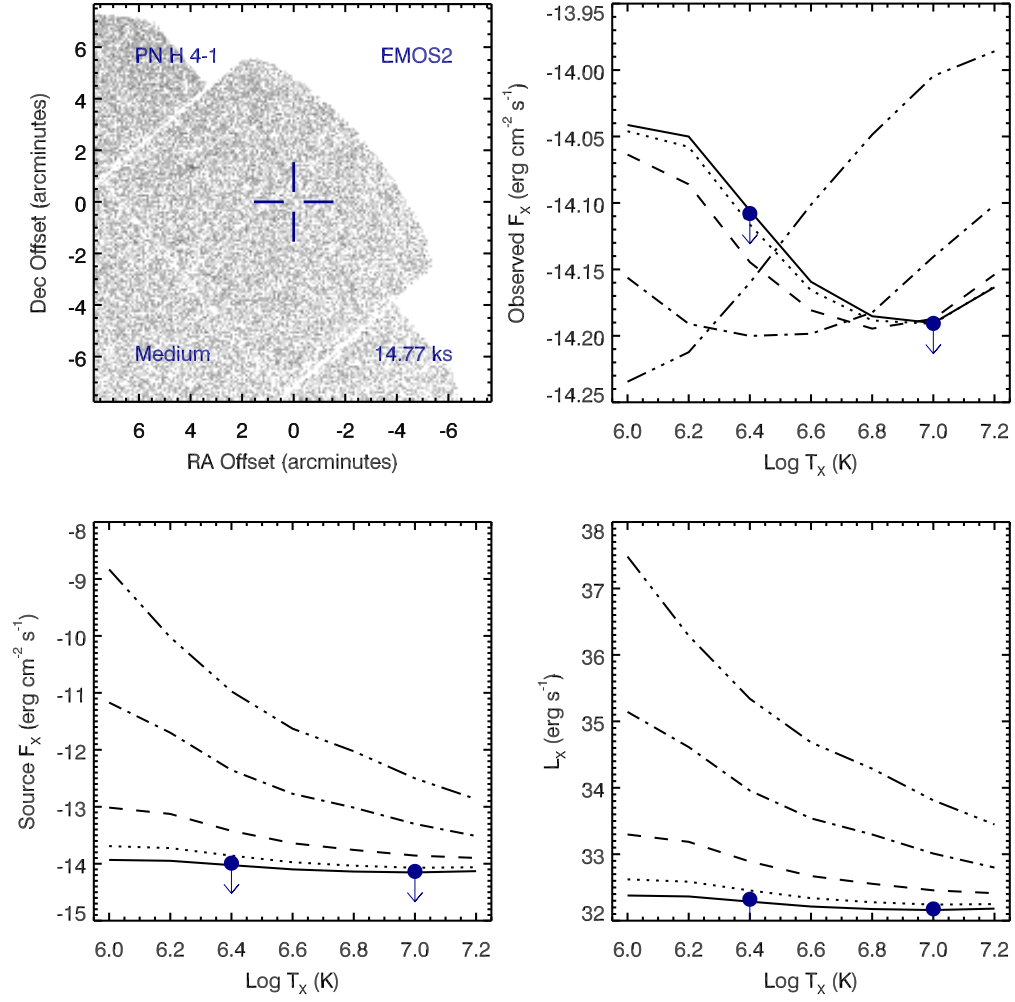 PN H 4-1
EMOS2
Medium
14.77 ks
6
4
2
0
-2
-4
-6
Dec Offset (arcminutes)
6 4 2 0 -2 -4 -6
RA Offset (arcminutes)
-13.95
-14.00
-14.05
-14.10
-14.15
-14.20
-14.25
Observed Fx (erg cm-2 s-1)
6.0 6.2 6.4 6.6 6.8 7.0 7.2
Log Tx (K)
-8
-9
-10
-11
-12
-13
-14
-15
Source Fx (erg cm-2 s-1)
6.0 6.2 6.4 6.6 6.8 7.0 7.2
Log Tx (K)
38
37
36
35
34
33
32
Lx (erg s-1)
6.0 6.2 6.4 6.6 6.8 7.0 7.2
Log Tx (K)